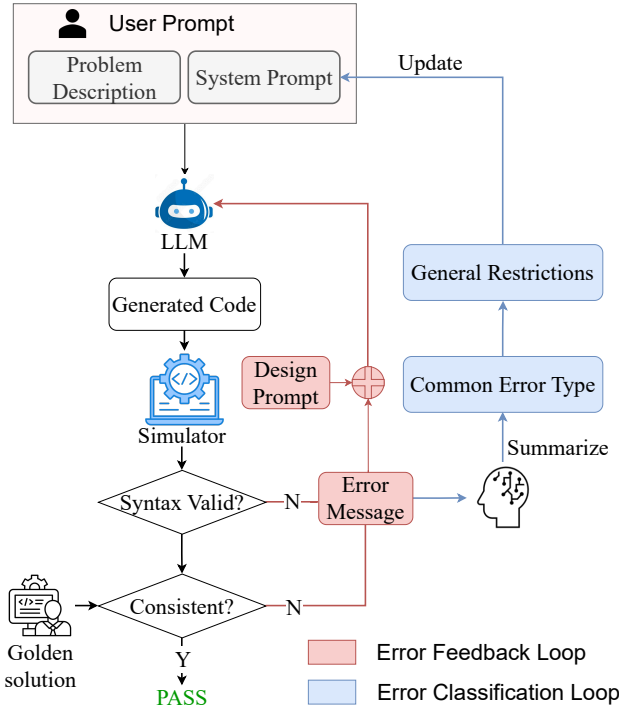 User Prompt
Problem
Description
System Prompt
Update
LLM
General Restrictions
Generated Code
</>
Design
Prompt
Common Error Type
Simulator
Summarize
Syntax Valid?
N
Error
Message
Consistent?
N
</>
Golden
solution
Y
PASS
Error Feedback Loop
Error Classification Loop